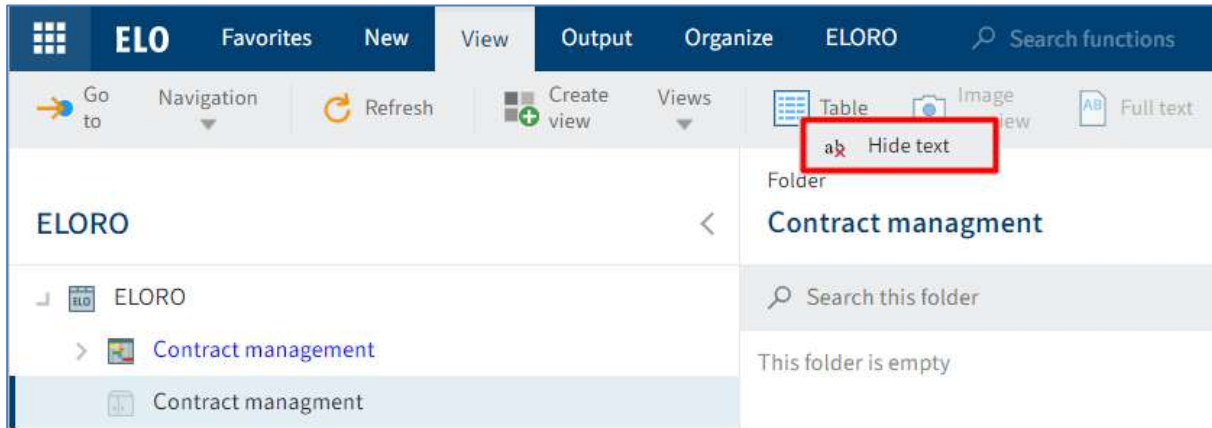 ELO Favorites New View Output Organize ELORO Search functions
Go to Navigation Refresh Create view Views Table Image Full text
ab Hide text
Folder
ELORO Contract managment
ELORO Search this folder
Contract management This folder is empty
Contract managment